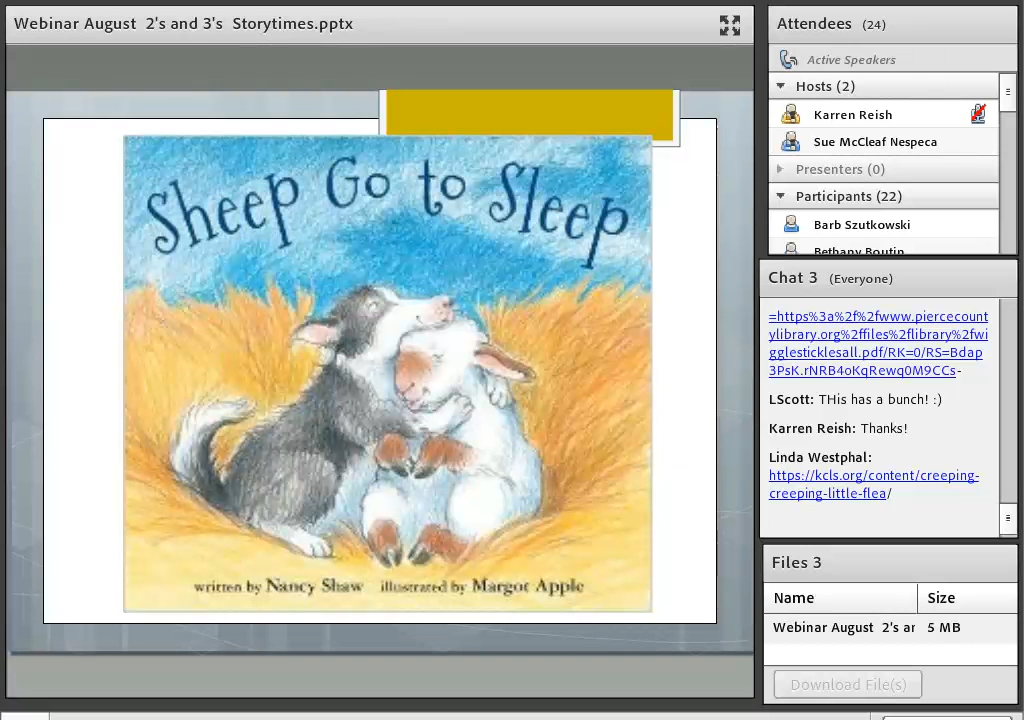 Webinar August  2's and 3's  Storytimes.pptx
Sheep Go to Sleep
written by Nancy Shaw   illustrated by Margot Apple
Attendees (24)
Active Speakers
Hosts (2)
Karren Reish
Sue McCleaf Nespeca
Presenters (0)
Participants (22)
Barb Szutkowski
Bethany Boutin
Chat 3 (Everyone)
=https%3a%2f%2fwww.piercecount
ylibrary.org%2ffiles%2flibrary%2fwi
gglesticklesall.pdf/RK=0/RS=Bdap
3PsK.rNRB4oKqRewq0M9CCs-
LScott: THis has a bunch! :)
Karren Reish: Thanks!
Linda Westphal:
https://kcls.org/content/creeping-
creeping-little-flea/
Files 3
Name Size
Webinar August  2's ar 5 MB
Download File(s)